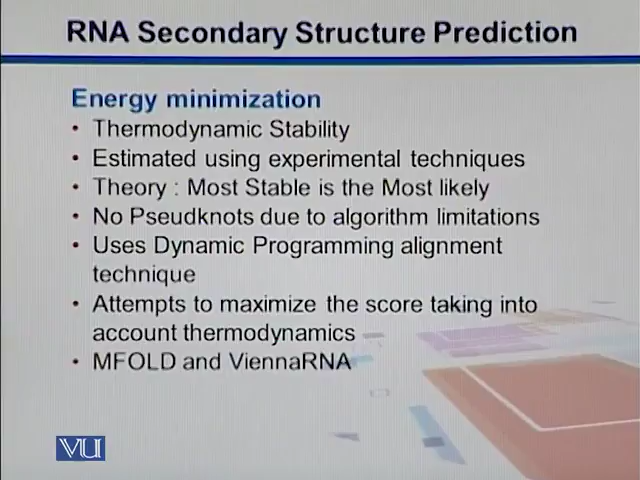 RNA Secondary Structure Prediction
Energy minimization
• Thermodynamic Stability
• Estimated using experimental techniques
• Theory : Most Stable is the Most likely
• No Pseudknots due to algorithm limitations
• Uses Dynamic Programming alignment
technique
• Attempts to maximize the score taking into
account thermodynamics
• MFOLD and ViennaRNA
VU